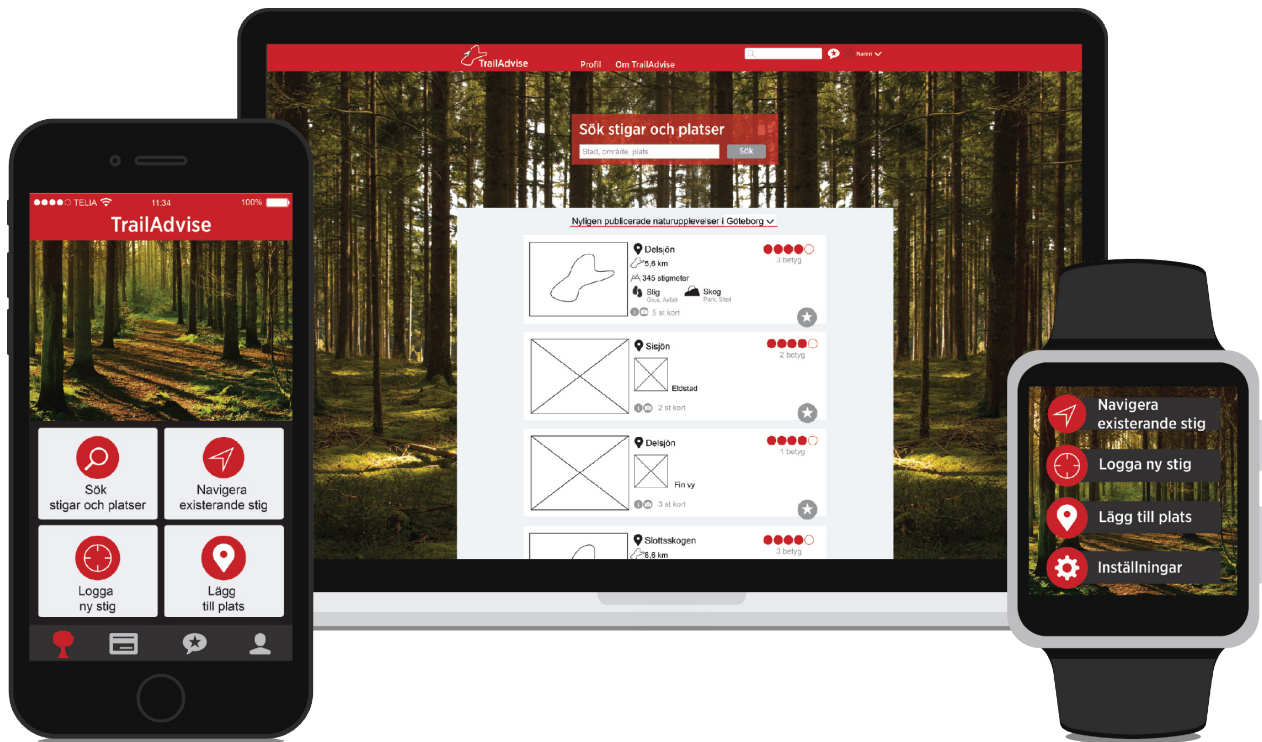 TELIA
11:34
100%
TrailAdvise
Sök
stigar och platser
Navigera
existerande stig
Logga
ny stig
Lägg
till plats
TrailAdvise
Profil
Om TrailAdvise
Namn
Sök stigar och platser
Stad, område, plats
Sök
Nyligen publicerade naturupplevelser i Göteborg
Delsjön
5,6 km
345 stigmeter
Stig
Grus, Asfalt
Skog
Park, Stad
5 st kort
3 betyg
Sisjön
Eldstad
2 st kort
2 betyg
Delsjön
Fin vy
3 st kort
1 betyg
Slottsskogen
8,6 km
3 betyg
Navigera
existerande stig
Logga ny stig
Lägg till plats
Inställningar